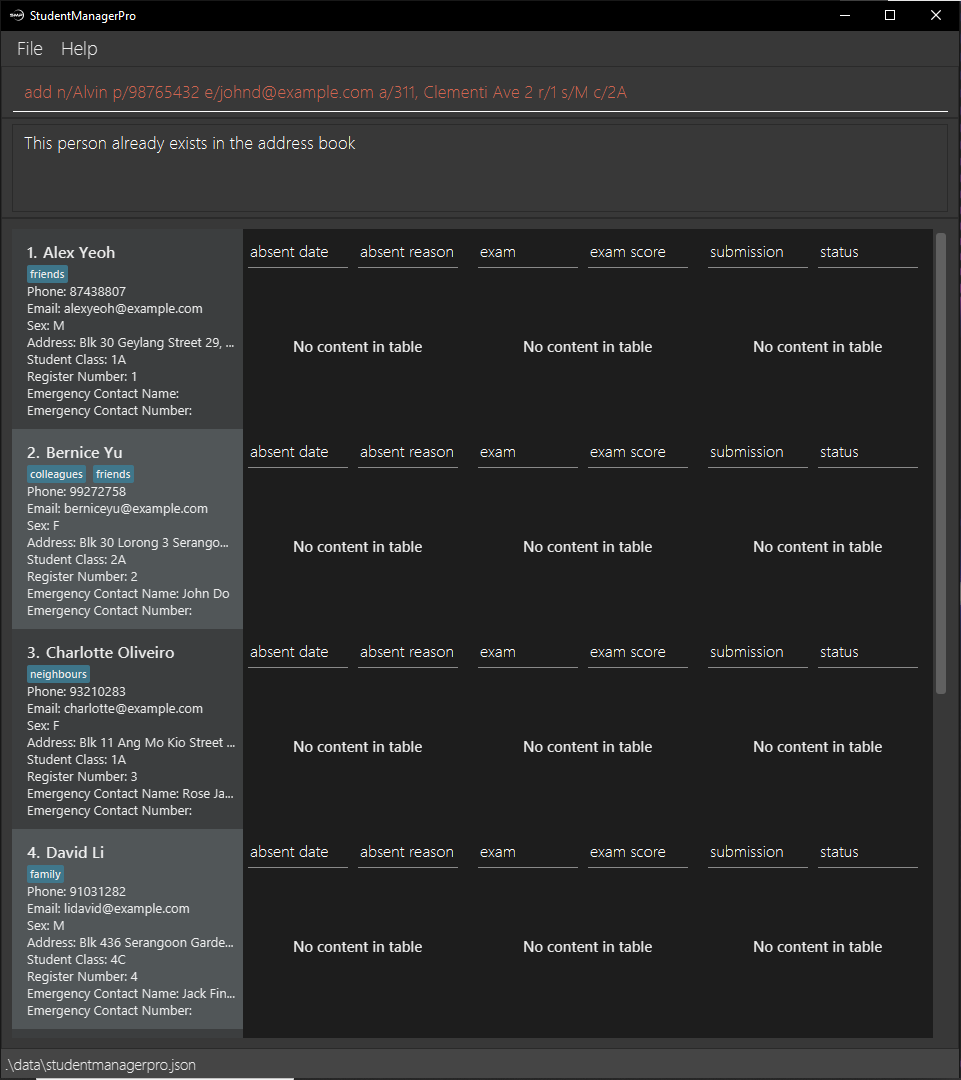 StudentManagerPro
File Help
add n/Alvin p/98765432 e/johnd@example.com a/311, Clementi Ave 2 r/1 s/M c/2A
This person already exists in the address book
1. Alex Yeoh
friends
Phone: 87438807
Email: alexyeoh@example.com
Sex: M
Address: Blk 30 Geylang Street 29, ...
Student Class: 1A
Register Number: 1
Emergency Contact Name:
Emergency Contact Number:
absent date absent reason exam exam score submission status
No content in table No content in table No content in table
2. Bernice Yu
colleagues friends
Phone: 99272758
Email: berniceyu@example.com
Sex: F
Address: Blk 30 Lorong 3 Serango...
Student Class: 2A
Register Number: 2
Emergency Contact Name: John Do
Emergency Contact Number:
absent date absent reason exam exam score submission status
No content in table No content in table No content in table
3. Charlotte Oliveiro
neighbours
Phone: 93210283
Email: charlotte@example.com
Sex: F
Address: Blk 11 Ang Mo Kio Street ...
Student Class: 1A
Register Number: 3
Emergency Contact Name: Rose Ja...
Emergency Contact Number:
absent date absent reason exam exam score submission status
No content in table No content in table No content in table
4. David Li
family
Phone: 91031282
Email: lidavid@example.com
Sex: M
Address: Blk 436 Serangoon Garde...
Student Class: 4C
Register Number: 4
Emergency Contact Name: Jack Fin...
Emergency Contact Number:
absent date absent reason exam exam score submission status
No content in table No content in table No content in table
.\data\studentmanagerpro.json